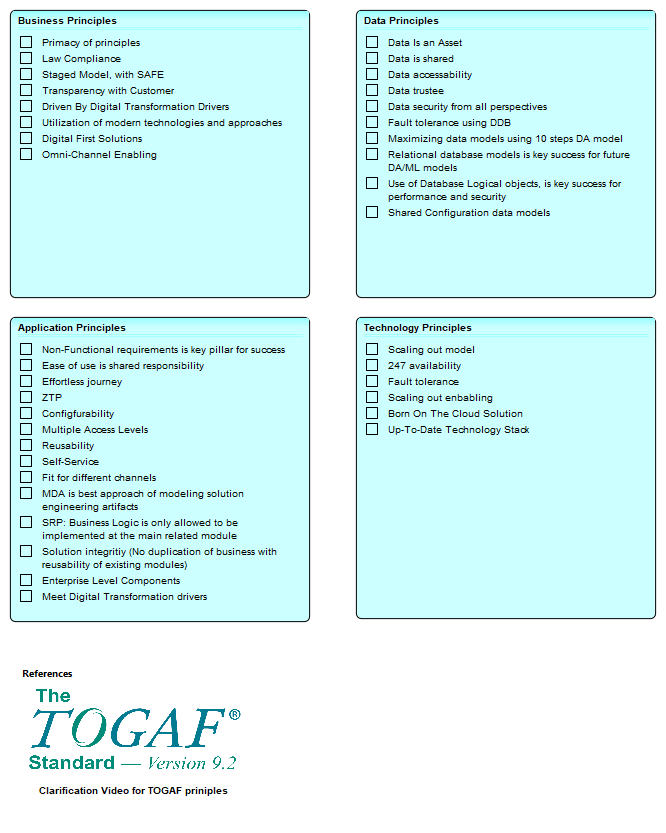 Business Principles
Primacy of principles
Law Compliance
Staged Model, with SAFE
Transparency with Customer
Driven By Digital Transformation Drivers
Utilization of modern technologies and approaches
Digital First Solutions
Omni-Channel Enabling
Data Principles
Data Is an Asset
Data is shared
Data accessability
Data trustee
Data security from all perspectives
Fault tolerance using DDB
Maximizing data models using 10 steps DA model
Relational database models is key success for future
DA/ML models
Use of Database Logical objects, is key success for
performance and security
Shared Configuration data models
Application Principles
Non-Functional requirements is key pillar for success
Ease of use is shared responsibility
Effortless journey
ZTP
Configfurability
Multiple Access Levels
Reusability
Self-Service
Fit for different channels
MDA is best approach of modeling solution
engineering artifacts
SRP: Business Logic is only allowed to be
implemented at the main related module
Solution integritiy (No duplication of business with
reusability of existing modules)
Enterprise Level Components
Meet Digital Transformation drivers
Technology Principles
Scaling out model
247 availability
Fault tolerance
Scaling out enbabling
Born On The Cloud Solution
Up-To-Date Technology Stack
References
The
TOGAF®
Standard — Version 9.2
Clarification Video for TOGAF priniples